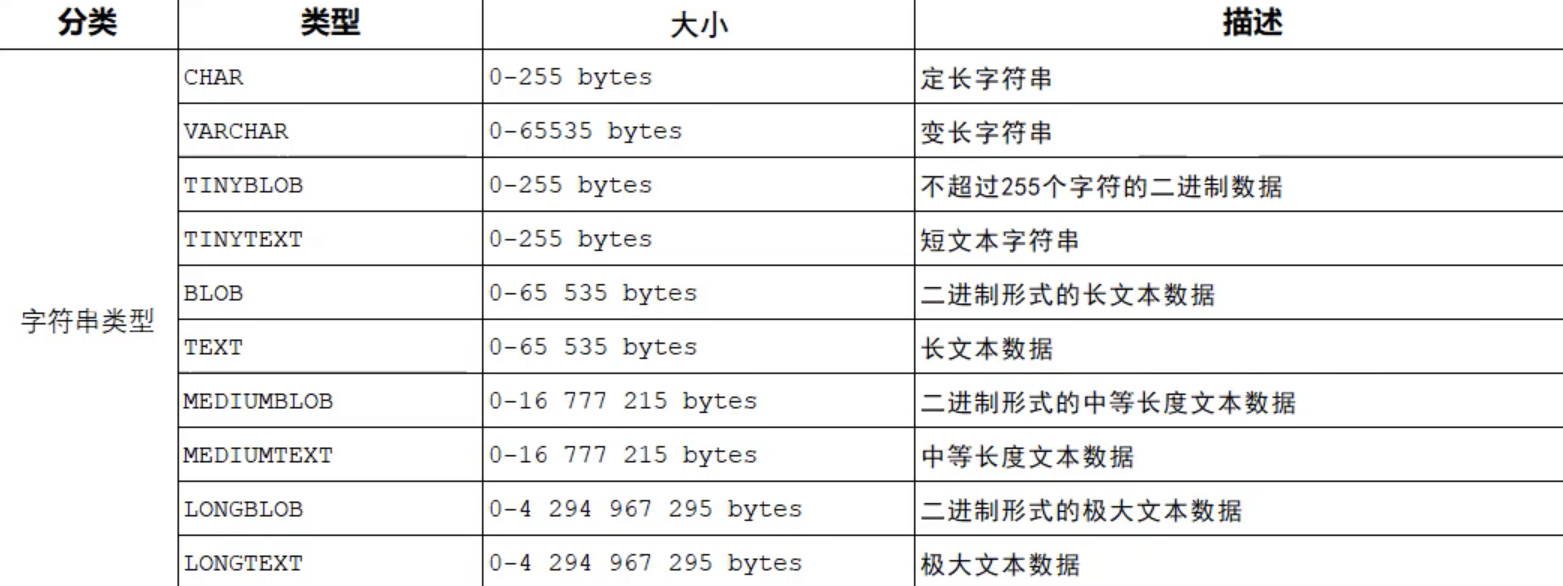 分类 类型 大小 描述
CHAR 0-255 bytes 定长字符串
VARCHAR 0-65535 bytes 变长字符串
TINYBLOB 0-255 bytes 不超过255个字符的二进制数据
TINYTEXT 0-255 bytes 短文本字符串
BLOB 0-65 535 bytes 二进制形式的长文本数据
字符串类型
TEXT 0-65 535 bytes 长文本数据
MEDIUMBLOB 0-16 777 215 bytes 二进制形式的中等长度文本数据
MEDIUMTEXT 0-16 777 215 bytes 中等长度文本数据
LONGBLOB 0-4 294 967 295 bytes 二进制形式的极大文本数据
LONGTEXT 0-4 294 967 295 bytes 极大文本数据